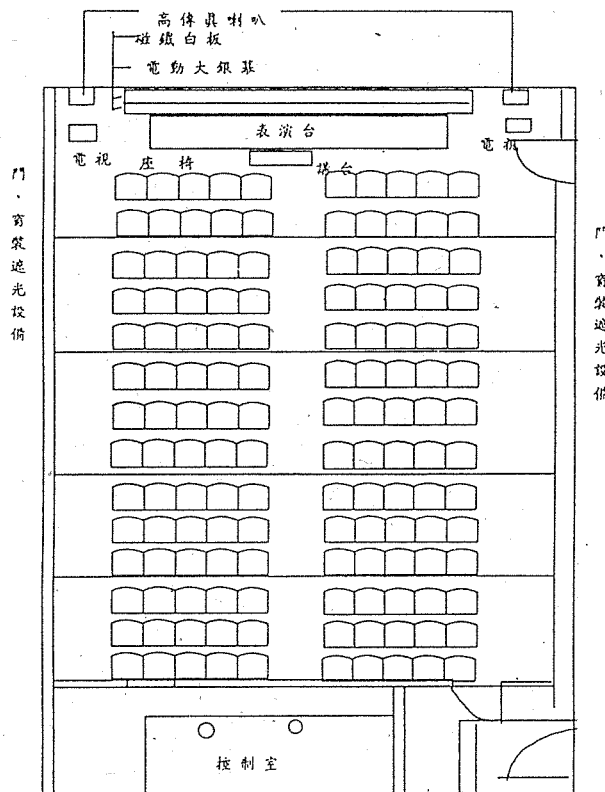 高傳真喇叭
磁鐵白板
電動大銀幕
表演台
電視
座椅
講台
電視
門、窗裝遮光設備
門、窗裝遮光設備
控制室